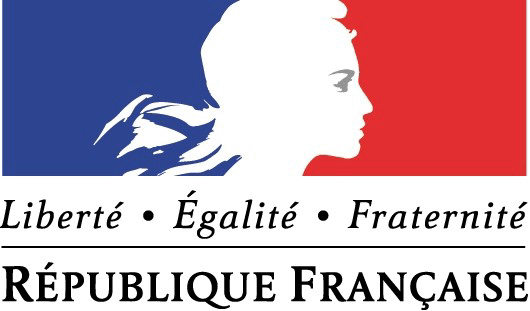 Liberté • Égalité • Fraternité
RÉPUBLIQUE FRANÇAISE